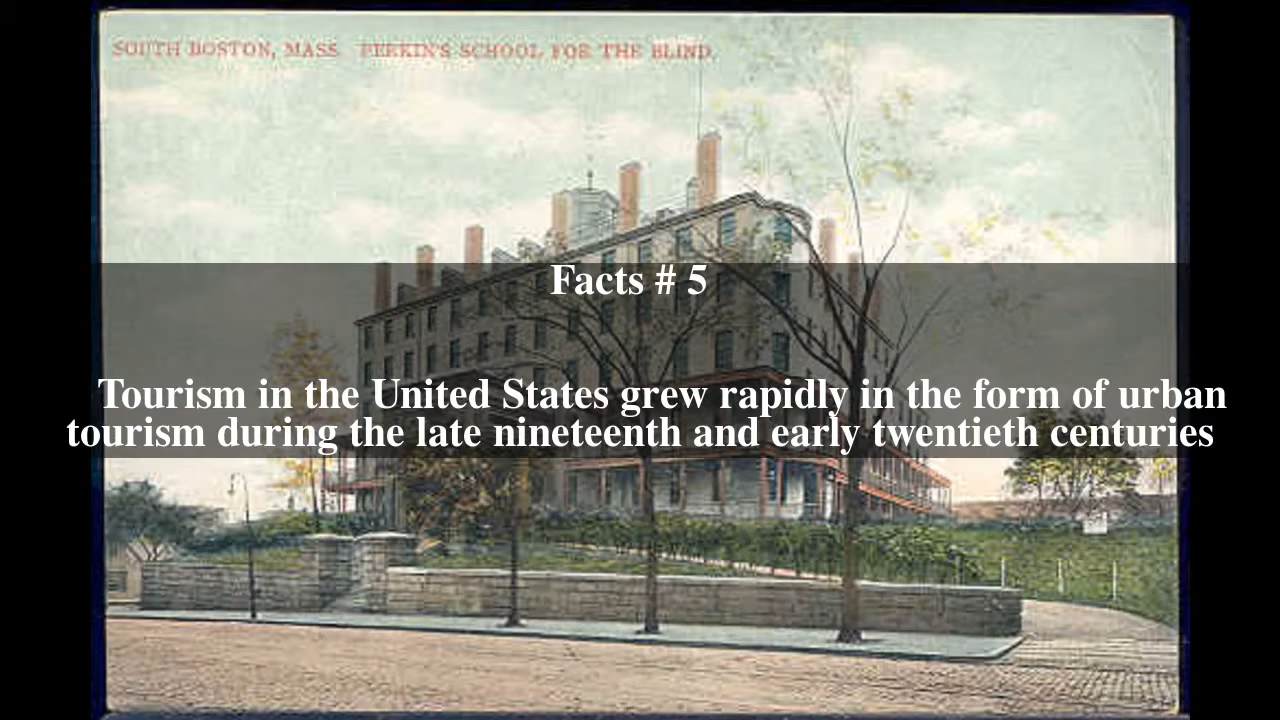 SOUTH BOSTON, MASS. PERKIN'S SCHOOL FOR THE BLIND.
Facts # 5
Tourism in the United States grew rapidly in the form of urban
tourism during the late nineteenth and early twentieth centuries